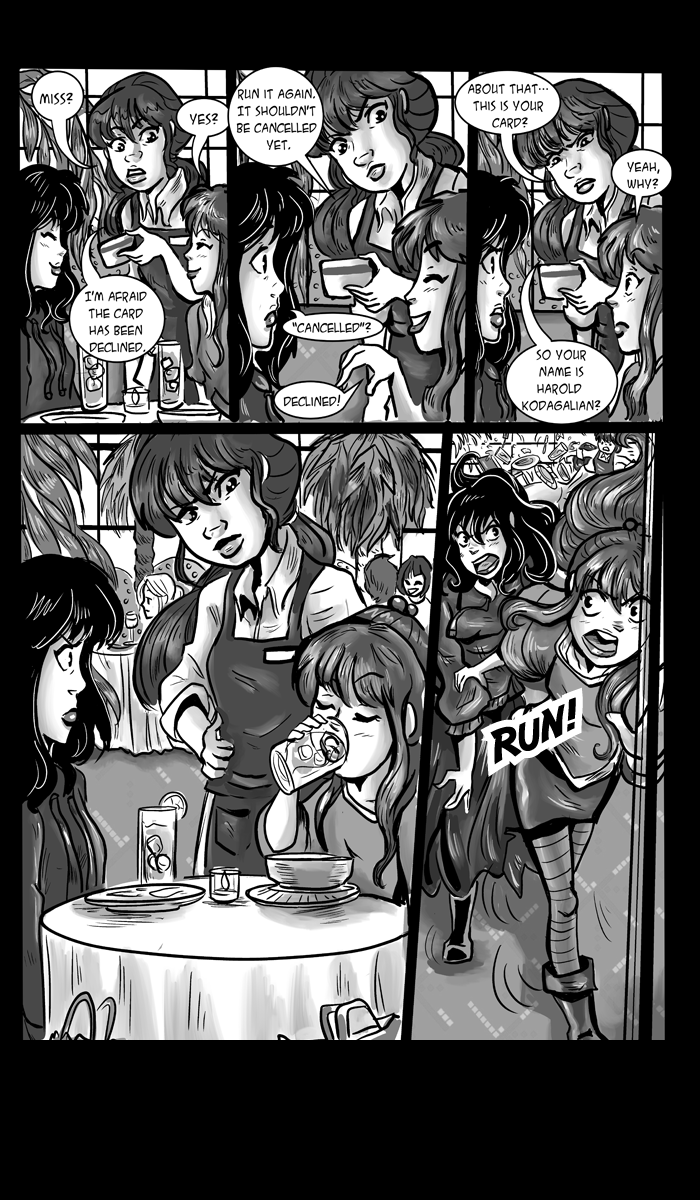 MISS?
YES?
I'M AFRAID
THE CARD
HAS BEEN
DECLINED.
RUN IT AGAIN.
IT SHOULDN'T
BE CANCELLED
YET.
"CANCELLED"?
DECLINED!
ABOUT THAT...
THIS IS YOUR
CARD?
YEAH,
WHY?
SO YOUR
NAME IS
HAROLD
KODAGALIAN?
RUN!